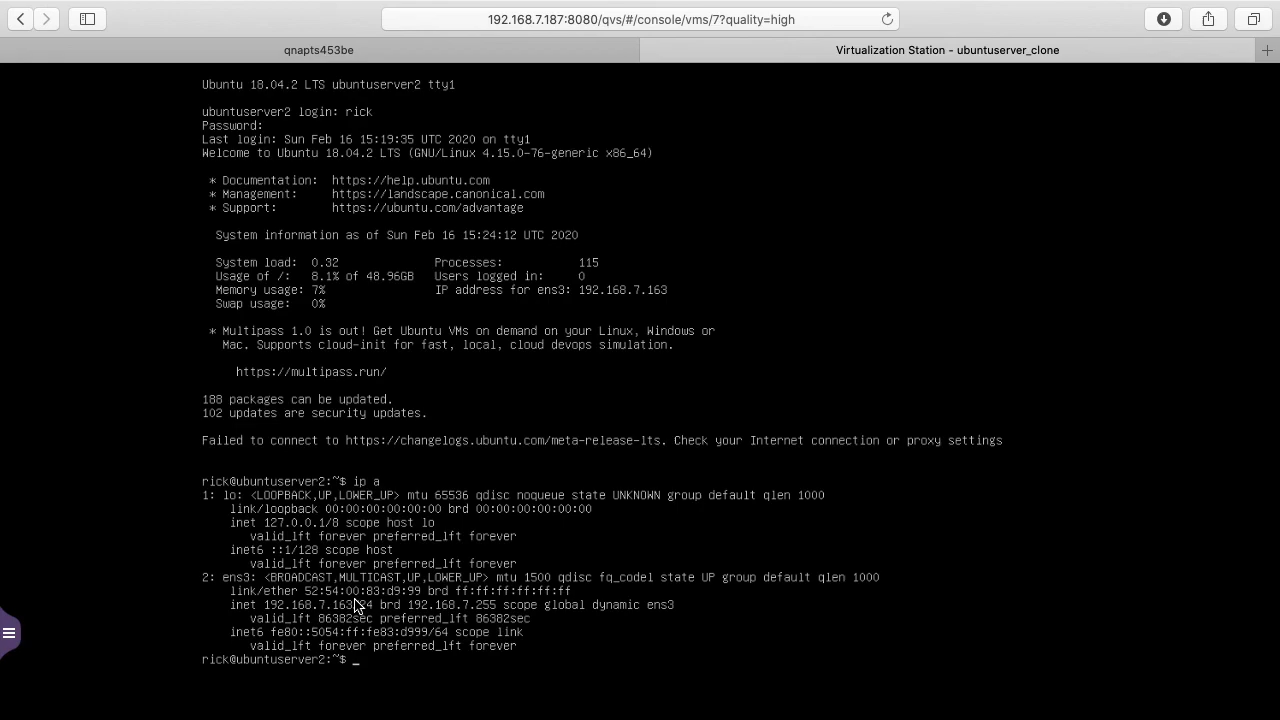 192.168.7.187:8080/qvs/#/console/vms/7?quality=high
qnapts453be
Virtualization Station - ubuntuserver_clone
Ubuntu 18.04.2 LTS ubuntuserver2 tty1
ubuntuserver2 login: rick
Password:
Last login: Sun Feb 16 15:19:35 UTC 2020 on tty1
Welcome to Ubuntu 18.04.2 LTS (GNU/Linux 4.15.0-76-generic x86_64)
* Documentation: https://help.ubuntu.com
* Management: https://landscape.canonical.com
* Support: https://ubuntu.com/advantage
System information as of Sun Feb 16 15:24:12 UTC 2020
System load: 0.32 Processes: 115
Usage of /: 8.1% of 48.96GB Users logged in: 0
Memory usage: 7% IP address for ens3: 192.168.7.163
Swap usage: 0%
* Multipass 1.0 is out! Get Ubuntu VMs on demand on your Linux, Windows or
Mac. Supports cloud-init for fast, local, cloud devops simulation.
https://multipass.run/
188 packages can be updated.
102 updates are security updates.
Failed to connect to https://changelogs.ubuntu.com/meta-release-lts. Check your Internet connection or proxy settings
rick@ubuntuserver2:~$ ip a
1: lo: <LOOPBACK,UP,LOWER_UP> mtu 65536 qdisc noqueue state UNKNOWN group default qlen 1000
link/loopback 00:00:00:00:00:00 brd 00:00:00:00:00:00
inet 127.0.0.1/8 scope host lo
valid_lft forever preferred_lft forever
inet6 ::1/128 scope host
valid_lft forever preferred_lft forever
2: ens3: <BROADCAST,MULTICAST,UP,LOWER_UP> mtu 1500 qdisc fq_codel state UP group default qlen 1000
link/ether 52:54:00:83:d9:99 brd ff:ff:ff:ff:ff:ff
inet 192.168.7.163/24 brd 192.168.7.255 scope global dynamic ens3
valid_lft 86382sec preferred_lft 86382sec
inet6 fe80::5054:ff:fe83:d999/64 scope link
valid_lft forever preferred_lft forever
rick@ubuntuserver2:~$ _